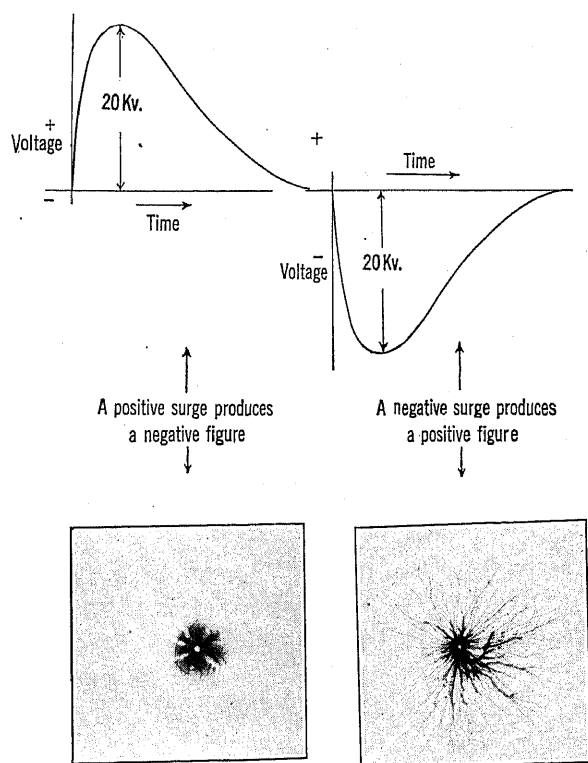 20 Kv.
+
Voltage
−
Time
+
Time
−
Voltage
20 Kv.
A positive surge produces
a negative figure
A negative surge produces
a positive figure